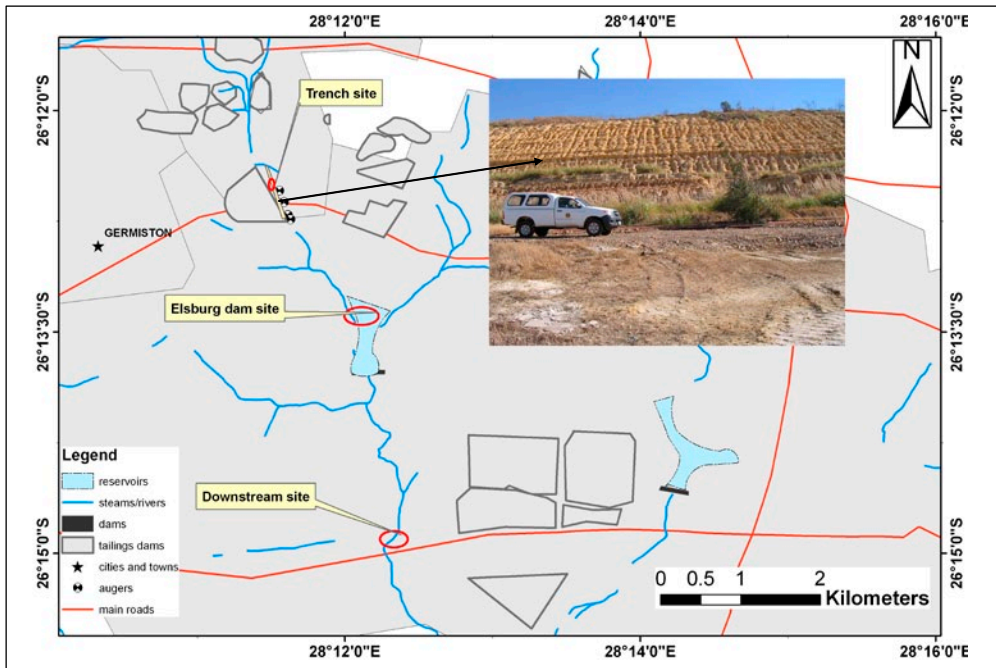 28°12'0"E
28°14'0"E
28°16'0"E
N
26°12'0"S
26°12'0"S
Trench site
GERMISTON
Elsburg dam site
26°13'30"S
26°13'30"S
Legend
reservoirs
steams/rivers
dams
tailings dams
cities and towns
augers
main roads
Downstream site
26°15'0"S
26°15'0"S
0 0.5 1 2
Kilometers
28°12'0"E
28°14'0"E
28°16'0"E